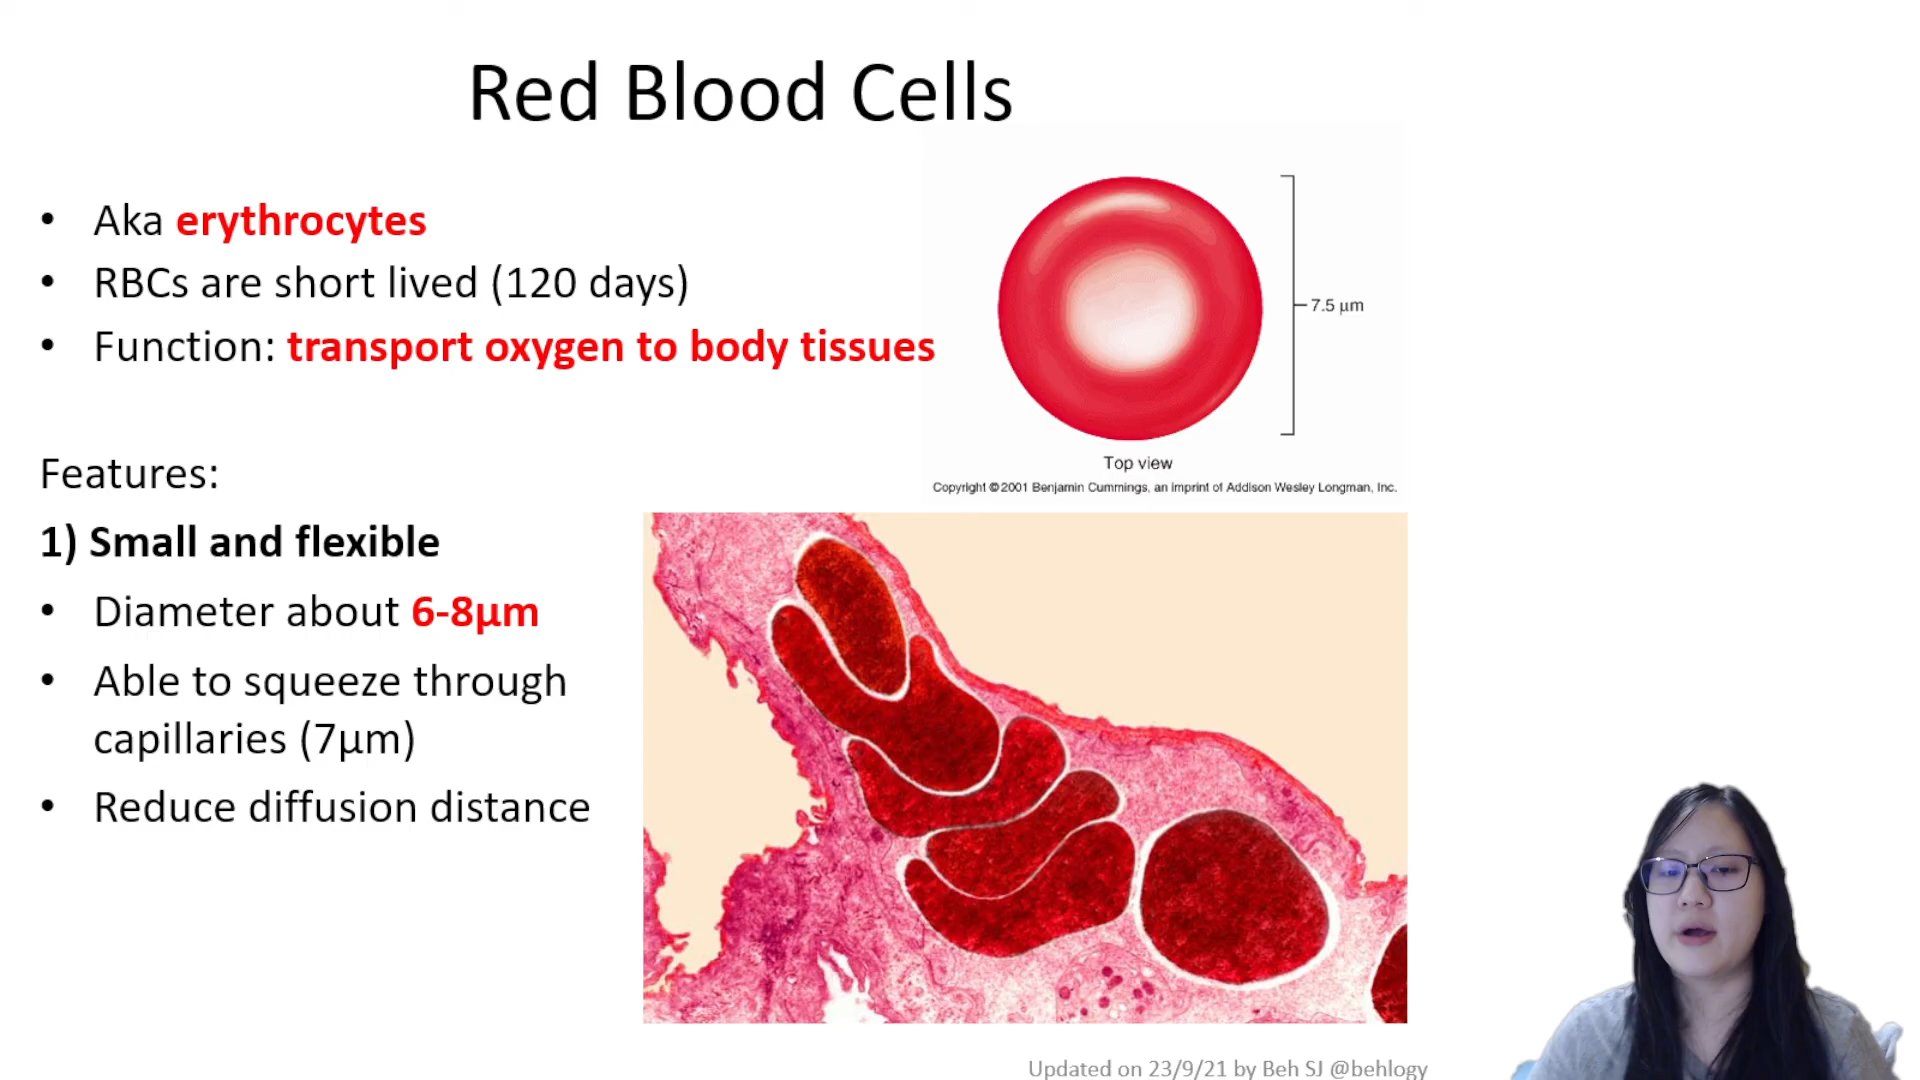 Red Blood Cells
• Aka erythrocytes
• RBCs are short lived (120 days)
• Function: transport oxygen to body tissues
7.5 µm
Top view
Copyright © 2001 Benjamin Cummings, an imprint of Addison Wesley Longman, Inc.
Features:
1) Small and flexible
• Diameter about 6-8µm
• Able to squeeze through
capillaries (7µm)
• Reduce diffusion distance
Updated on 23/9/21 by Beh SJ @behlogy